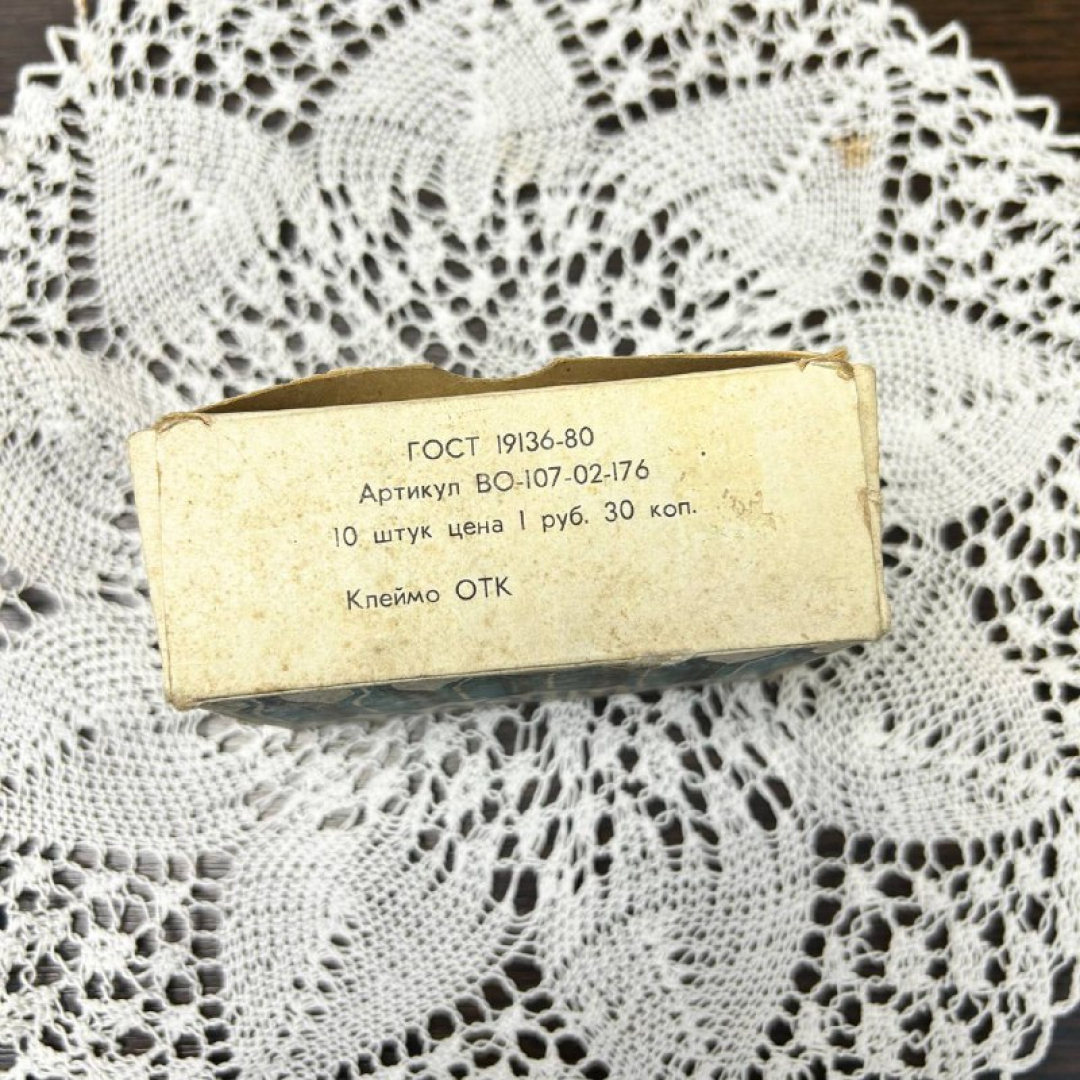 ГОСТ 19136-80
Артикул ВО-107-02-176
10 штук цена 1 руб. 30 коп.
Клеймо ОТК